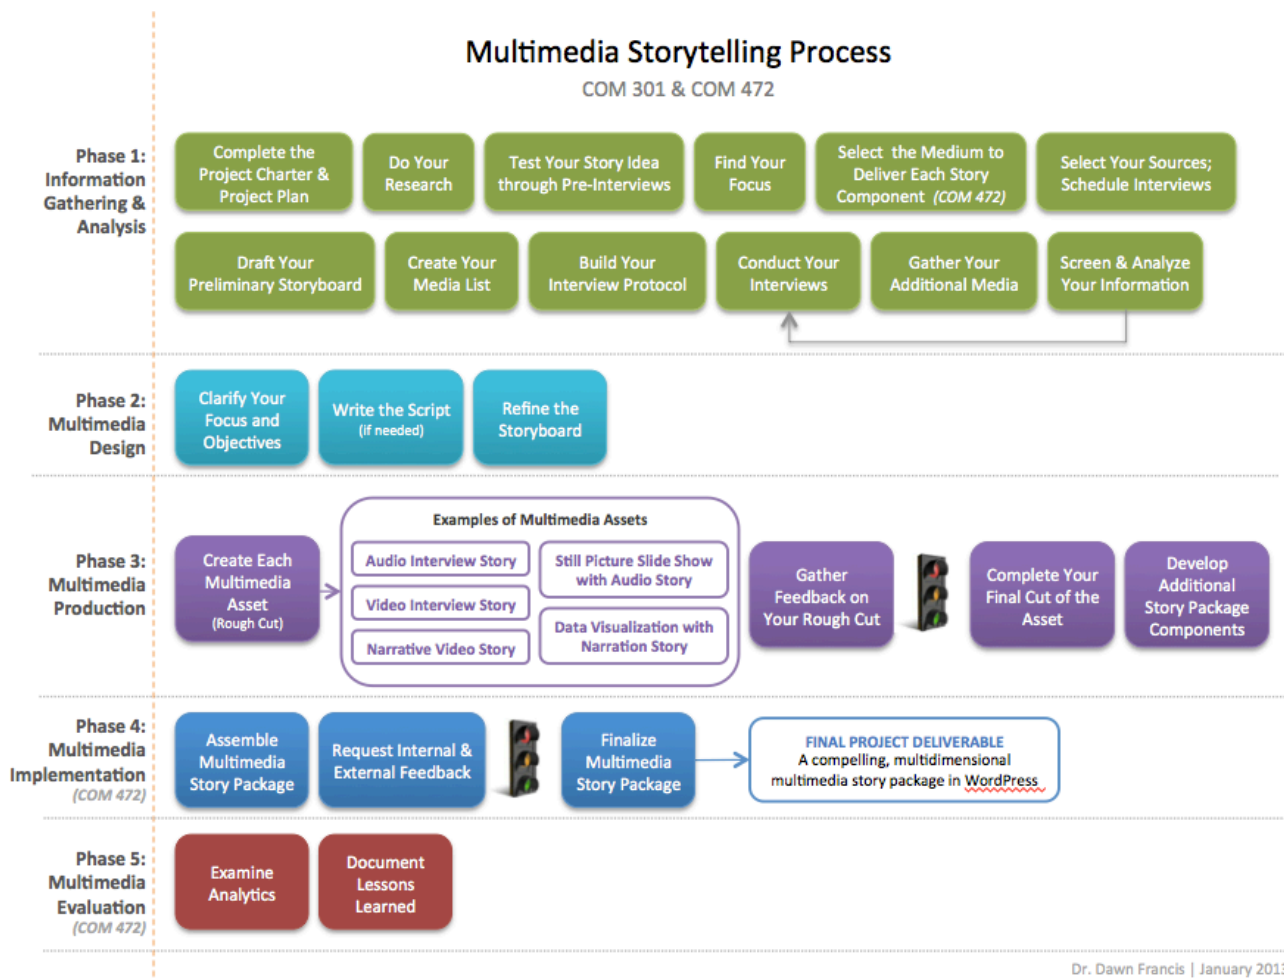 Multimedia Storytelling Process
COM 301 & COM 472
Phase 1:
Information
Gathering &
Analysis
Complete the
Project Charter &
Project Plan
Do Your
Research
Test Your Story Idea
through Pre-Interviews
Find Your
Focus
Select the Medium to
Deliver Each Story
Component (COM 472)
Select Your Sources;
Schedule Interviews
Draft Your
Preliminary Storyboard
Create Your
Media List
Build Your
Interview Protocol
Conduct Your
Interviews
Gather Your
Additional Media
Screen & Analyze
Your Information
Phase 2:
Multimedia
Design
Clarify Your
Focus and
Objectives
Write the Script
(if needed)
Refine the
Storyboard
Phase 3:
Multimedia
Production
Create Each
Multimedia
Asset
(Rough Cut)
Examples of Multimedia Assets
Audio Interview Story
Video Interview Story
Narrative Video Story
Still Picture Slide Show
with Audio Story
Data Visualization with
Narration Story
Gather
Feedback on
Your Rough Cut
Complete Your
Final Cut of the
Asset
Develop
Additional
Story Package
Components
Phase 4:
Multimedia
Implementation
(COM 472)
Assemble
Multimedia
Story Package
Request Internal &
External Feedback
Finalize
Multimedia
Story Package
FINAL PROJECT DELIVERABLE
A compelling, multidimensional
multimedia story package in WordPress
Phase 5:
Multimedia
Evaluation
(COM 472)
Examine
Analytics
Document
Lessons
Learned
Dr. Dawn Francis | January 2013